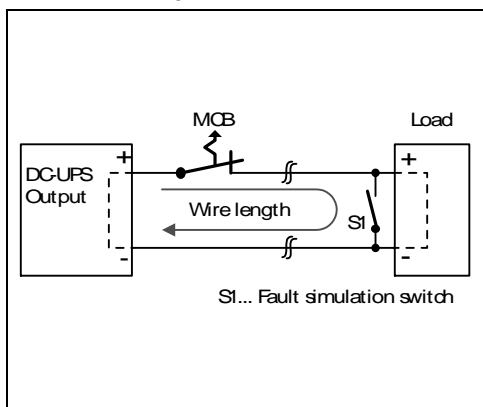 MCB
Load
+
+
DC-UPS
Output
Wire length
S1
-
-
S1... Fault simulation switch